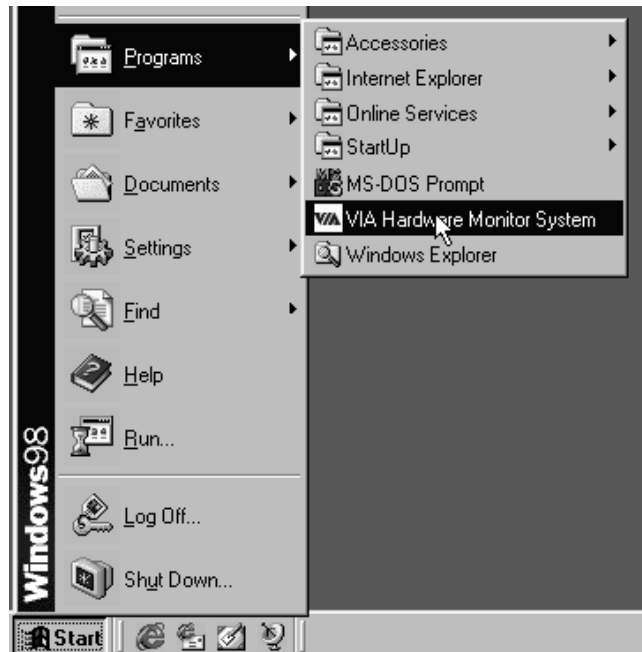 Programs
Favorites
Documents
Settings
Find
Help
Run...
Log Off...
Shut Down...
Windows98
Start
Accessories
Internet Explorer
Online Services
StartUp
MS-DOS Prompt
VIA VIA Hardware Monitor System
Windows Explorer